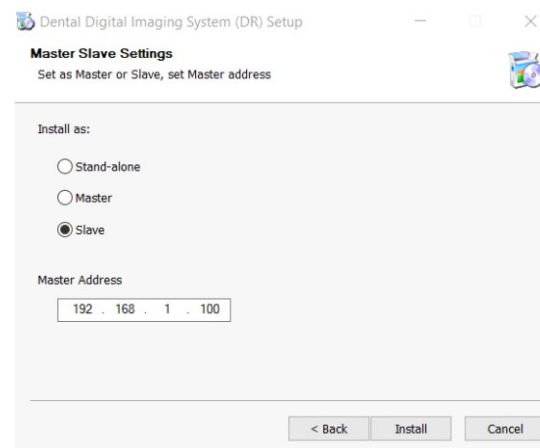 Dental Digital Imaging System (DR) Setup
Master Slave Settings
Set as Master or Slave, set Master address
Install as:
Stand-alone
Master
Slave
Master Address
192 . 168 . 1 . 100
< Back Install Cancel